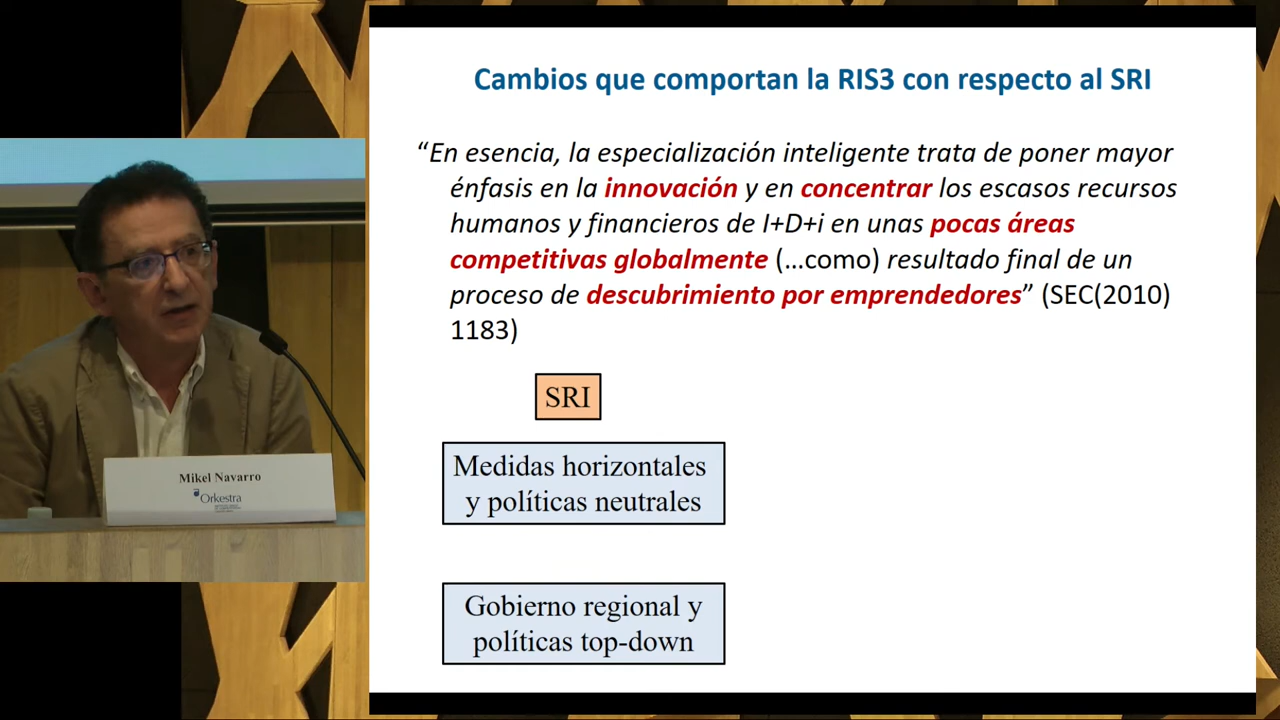 Cambios que comportan la RIS3 con respecto al SRI
“En esencia, la especialización inteligente trata de poner mayor
énfasis en la innovación y en concentrar los escasos recursos
humanos y financieros de I+D+i en unas pocas áreas
competitivas globalmente (…como) resultado final de un
proceso de descubrimiento por emprendedores” (SEC(2010)
1183)
SRI
Medidas horizontales
y políticas neutrales
Gobierno regional y
políticas top-down
Mikel Navarro
Orkestra